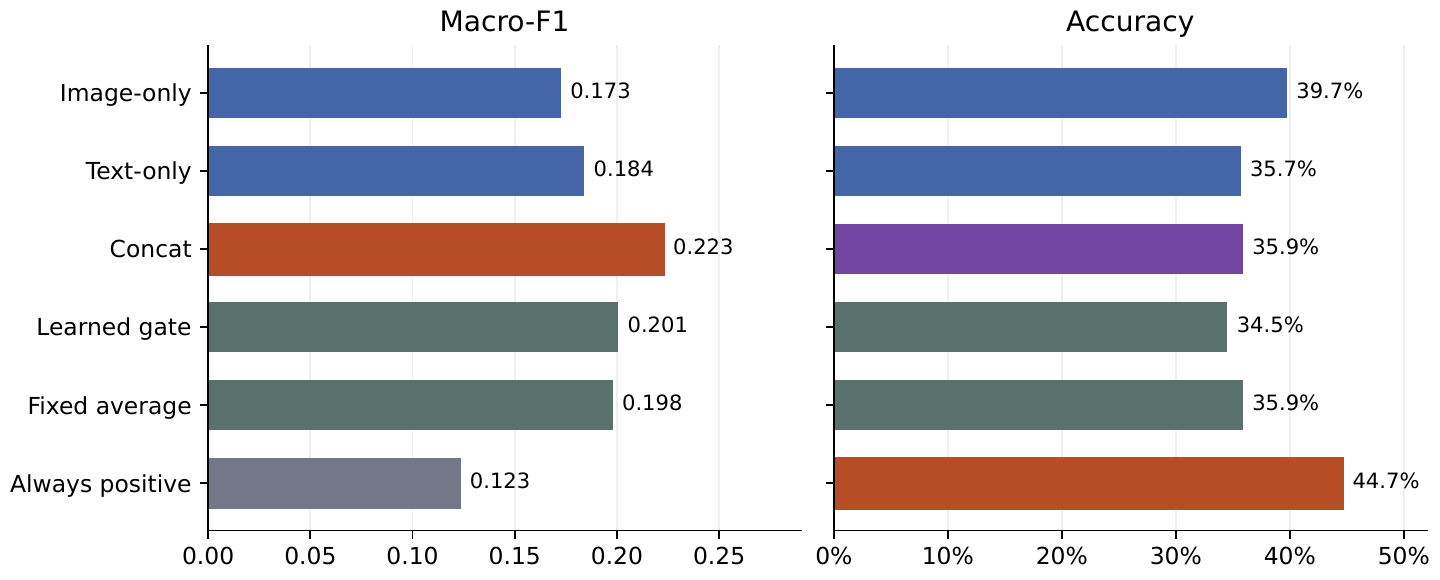 Macro-F1
Accuracy
Image-only
0.173
39.7%
Text-only
0.184
35.7%
Concat
0.223
35.9%
Learned gate
0.201
34.5%
Fixed average
0.198
35.9%
Always positive
0.123
44.7%
0.00 0.05 0.10 0.15 0.20 0.25
0% 10% 20% 30% 40% 50%